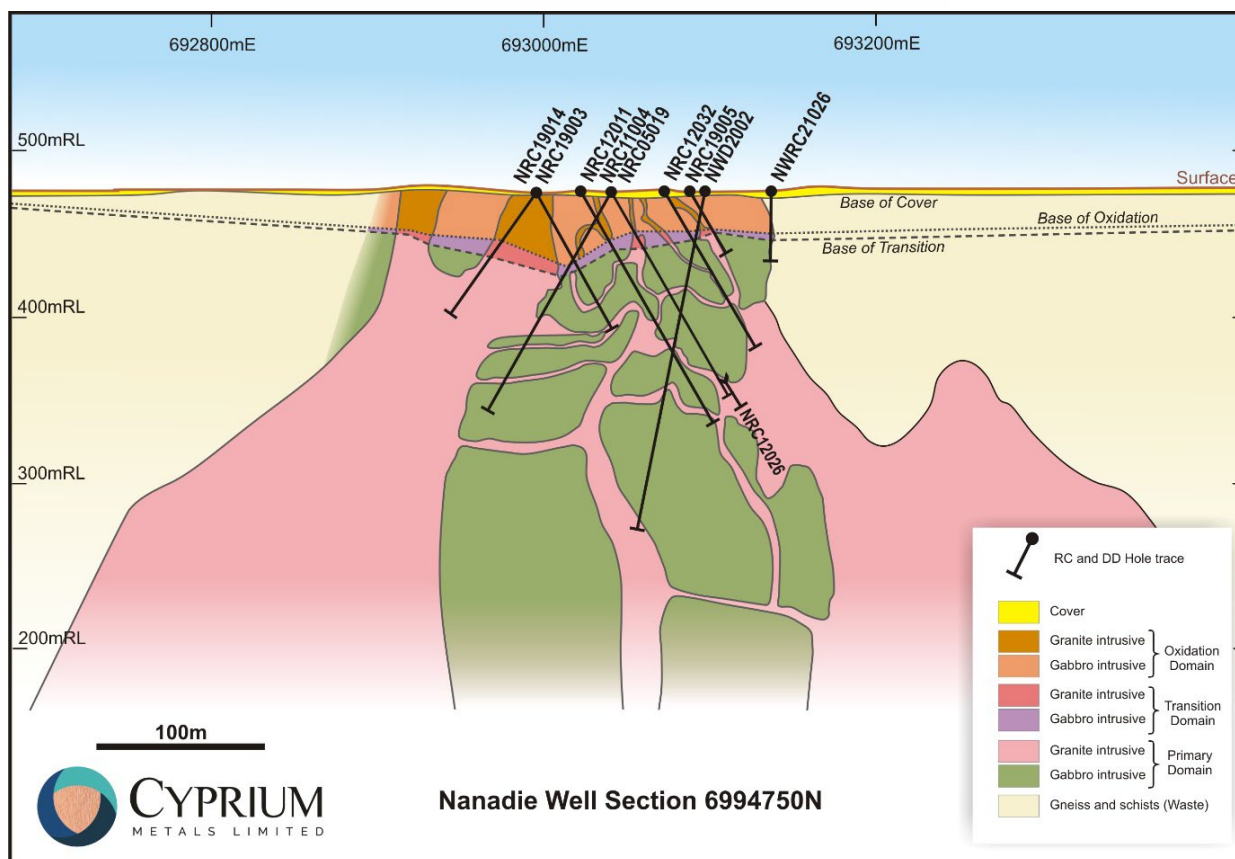 692800mE
693000mE
693200mE
500mRL
400mRL
300mRL
200mRL
NRC19014
NRC19003
NRC12011
NRC11004
NRC05019
NRC12032
NRC19005
NWD2002
NWRC21026
Surface
Base of Cover
Base of Oxidation
Base of Transition
NRC12026
RC and DD Hole trace
Cover
Granite intrusive
Gabbro intrusive
Oxidation
Domain
Granite intrusive
Gabbro intrusive
Transition
Domain
Granite intrusive
Gabbro intrusive
Primary
Domain
Gneiss and schists (Waste)
100m
CYPRIUM
METALS LIMITED
Nanadie Well Section 6994750N